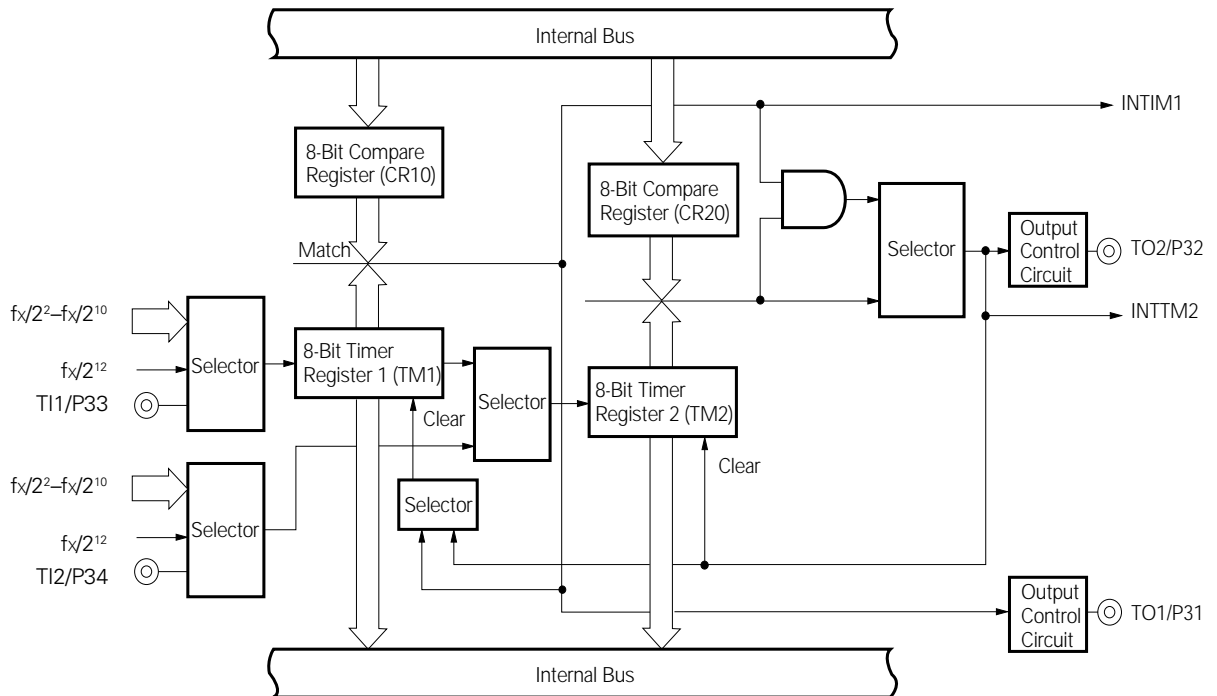 Internal Bus
INTIM1
8-Bit Compare
Register (CR10)
8-Bit Compare
Register (CR20)
Match
Selector
Output
Control
Circuit
TO2/P32
INTTM2
fx/2²–fx/2¹⁰
fx/2¹²
TI1/P33
Selector
8-Bit Timer
Register 1 (TM1)
Clear
Selector
8-Bit Timer
Register 2 (TM2)
Clear
fx/2²–fx/2¹⁰
fx/2¹²
TI2/P34
Selector
Selector
Output
Control
Circuit
TO1/P31
Internal Bus